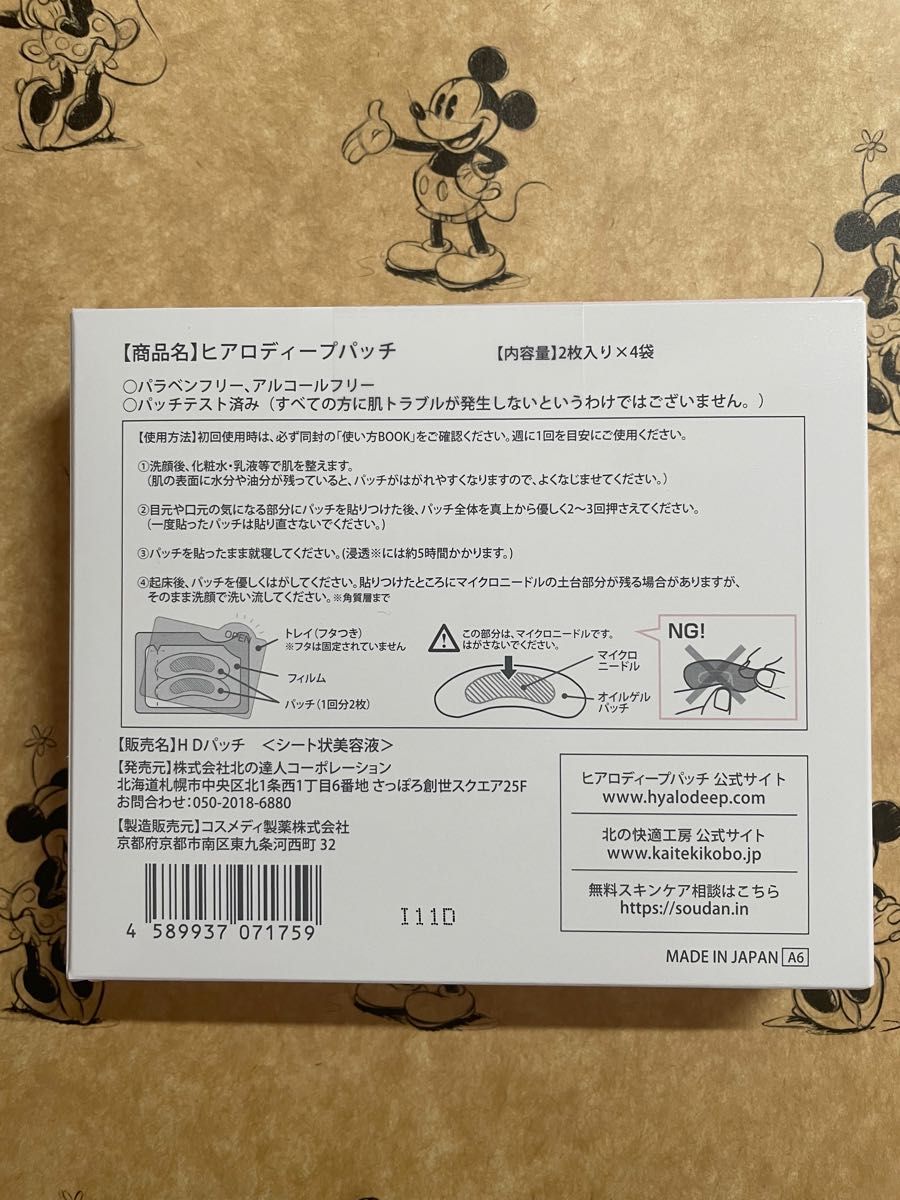 【商品名】ヒアロディープパッチ 【内容量】2枚入り×4袋
○パラベンフリー、アルコールフリー
○パッチテスト済み(すべての方に肌トラブルが発生しないというわけではございません。)
【使用方法】初回使用時は、必ず同封の「使い方BOOK」をご確認ください。週に1回を目安にご使用ください。
①洗顔後、化粧水・乳液等で肌を整えます。
(肌の表面に水分や油分が残っていると、パッチがはがれやすくなりますので、よくなじませてください。)
②目元や口元の気になる部分にパッチを貼りつけた後、パッチ全体を真上から優しく2〜3回押さえてください。
(一度貼ったパッチは貼り直さないでください。)
③パッチを貼ったまま就寝してください。(浸透※には約5時間かかります。)
④起床後、パッチを優しくはがしてください。貼りつけたところにマイクロニードルの土台部分が残る場合がありますが、
そのまま洗顔で洗い流してください。※角質層まで
OPEN
トレイ(フタつき)
※フタは固定されていません
フィルム
パッチ(1回分2枚)
この部分は、マイクロニードルです。
はがさないでください。
マイクロ
ニードル
オイルゲル
パッチ
NG!
【販売名】H Dパッチ <シート状美容液>
【発売元】株式会社北の達人コーポレーション
北海道札幌市中央区北1条西1丁目6番地 さっぽろ創世スクエア25F
お問合わせ:050-2018-6880
【製造販売元】コスメディ製薬株式会社
京都府京都市南区東九条河西町 32
4 589937 071759
I11D
ヒアロディープパッチ 公式サイト
www.hyalodeep.com
北の快適工房 公式サイト
www.kaitekikobo.jp
無料スキンケア相談はこちら
https://soudan.in
MADE IN JAPAN A6